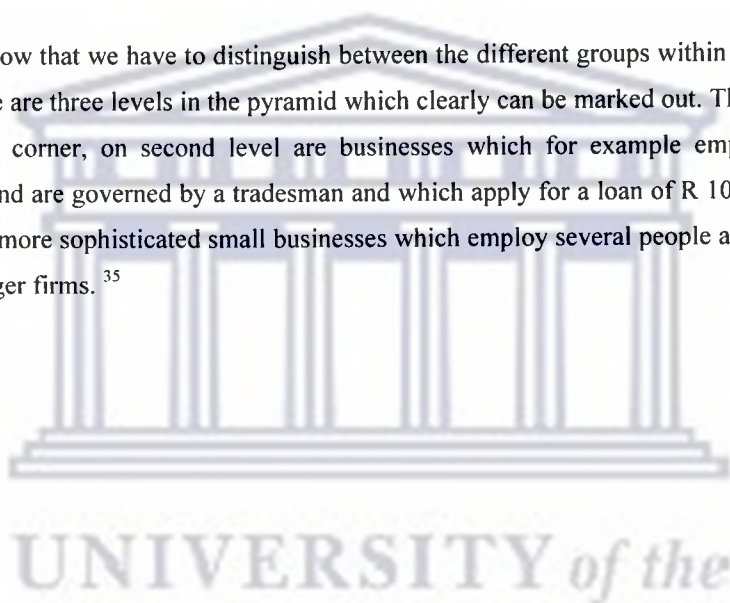 ow that we have to distinguish between the different groups within
e are three levels in the pyramid which clearly can be marked out. Th
corner, on second level are businesses which for example emp
nd are governed by a tradesman and which apply for a loan of R 10
more sophisticated small businesses which employ several people a
ger firms. 35
UNIVERSITY of the